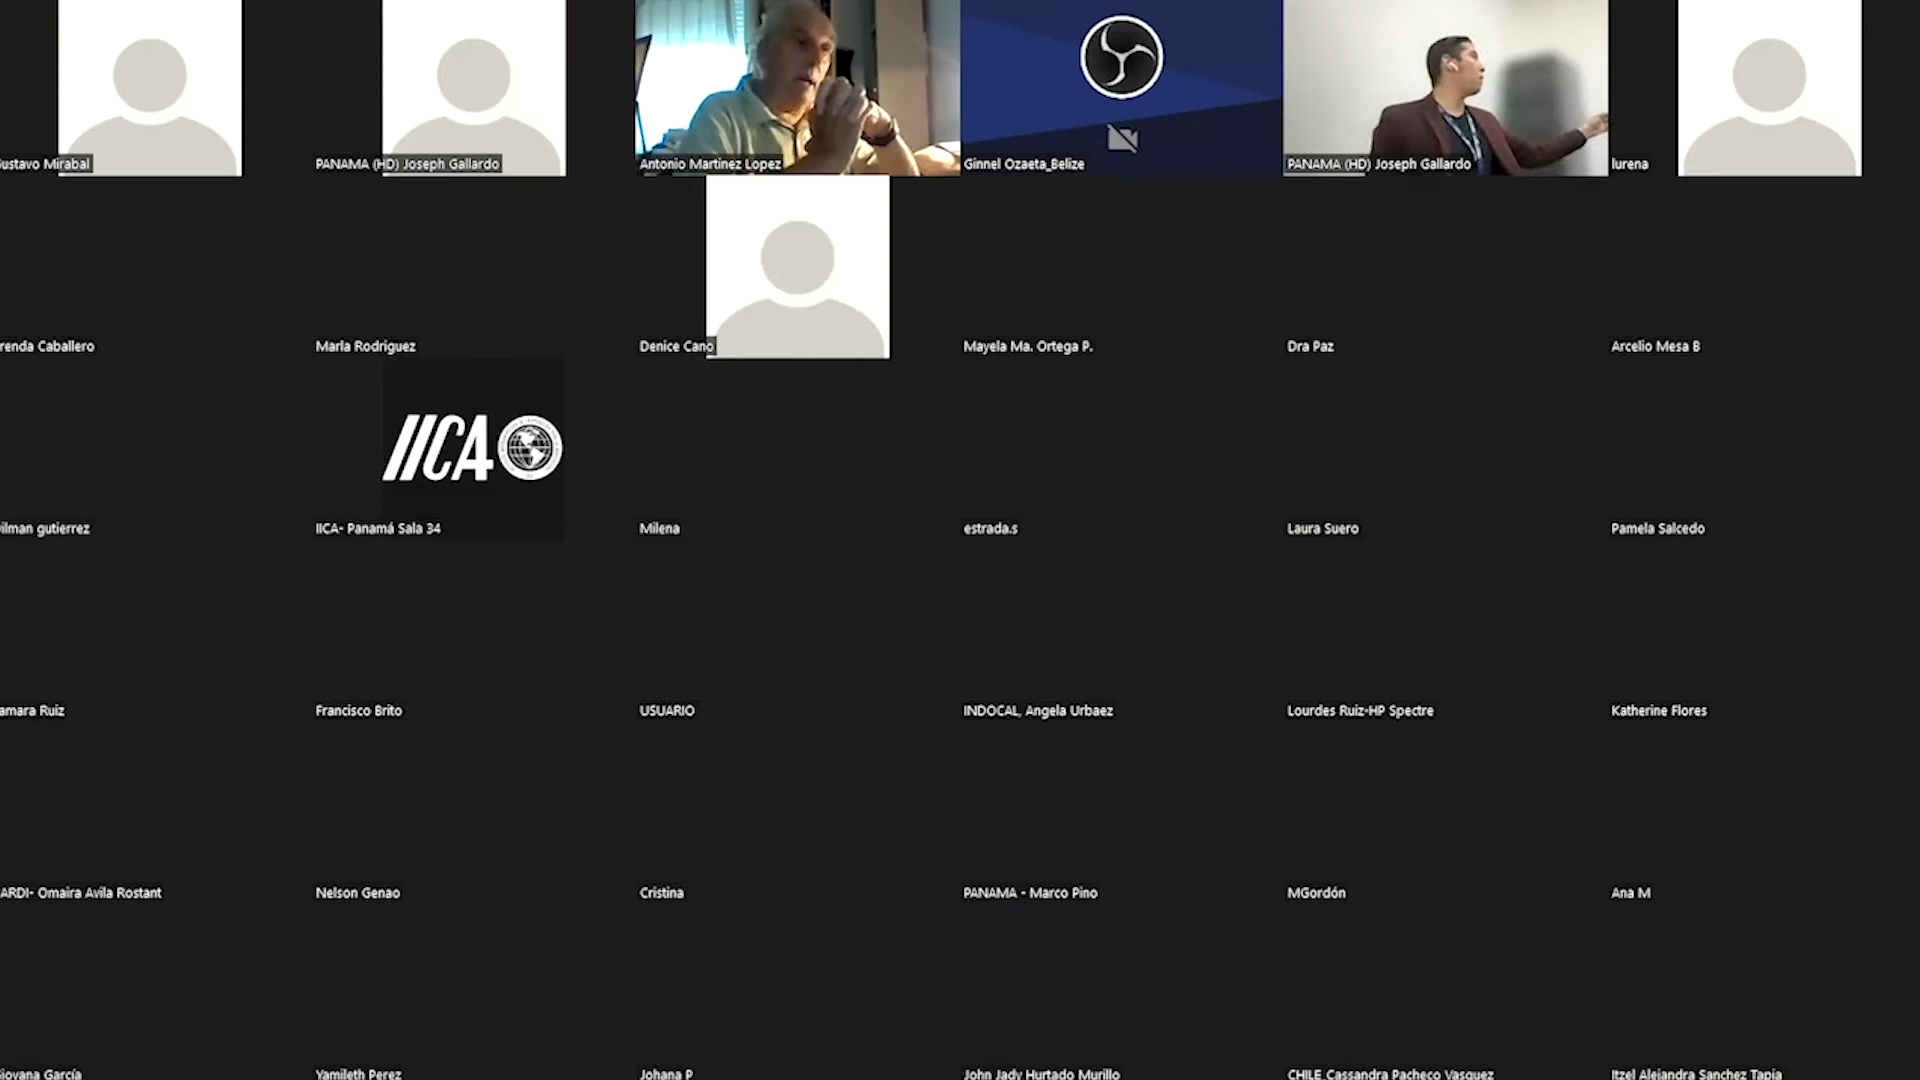 ustavo Mirabal
PANAMA (HD) Joseph Gallardo
Antonio Martinez Lopez
Ginnel Ozaeta_Belize
PANAMA (HD) Joseph Gallardo
lurena
renda Caballero
Marla Rodriguez
Denice Cano
Mayela Ma. Ortega P.
Dra Paz
Arcelio Mesa B
IICA
ilman gutierrez
IICA- Panamá Sala 34
Milena
estrada.s
Laura Suero
Pamela Salcedo
amara Ruiz
Francisco Brito
USUARIO
INDOCAL, Angela Urbaez
Lourdes Ruiz-HP Spectre
Katherine Flores
ARDI- Omaira Avila Rostant
Nelson Genao
Cristina
PANAMA - Marco Pino
MGordón
Ana M
iovana García
Yamileth Perez
Johana P
John Jady Hurtado Murillo
CHILE_Cassandra Pacheco Vasquez
Itzel Alejandra Sanchez Tapia